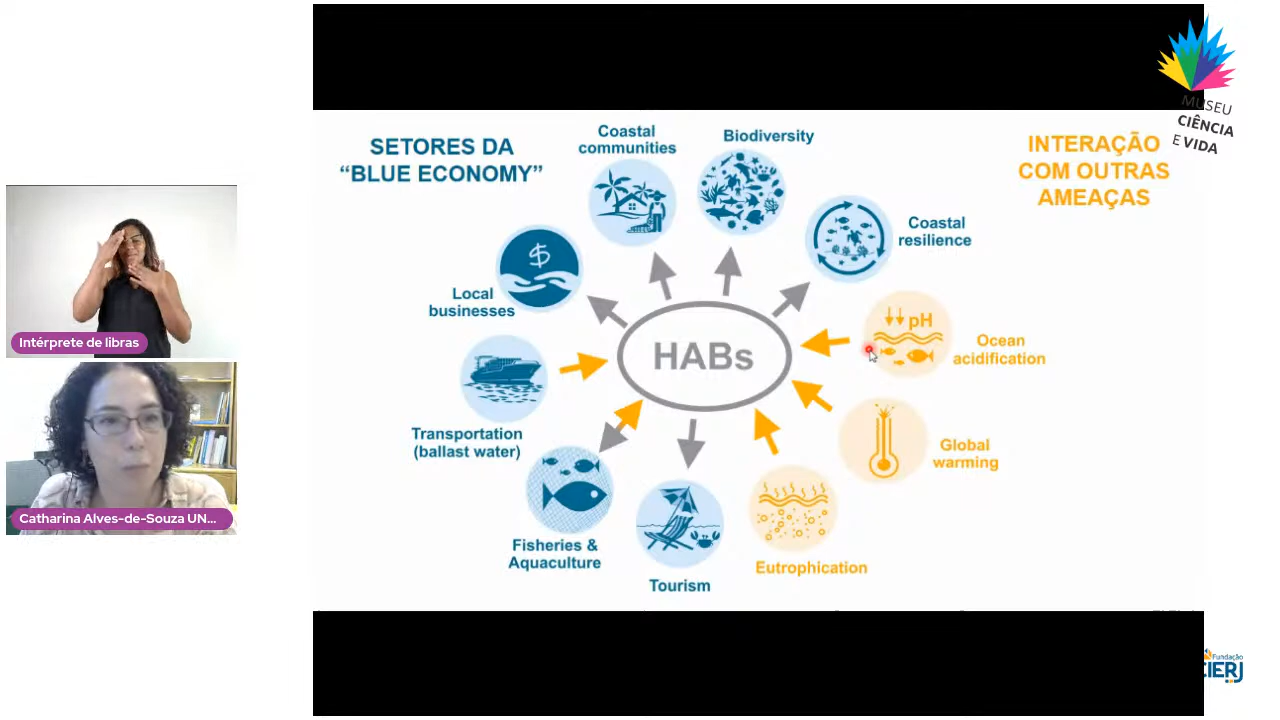 MUSEU
CIÊNCIA
E VIDA
SETORES DA
“BLUE ECONOMY”
INTERAÇÃO
COM OUTRAS
AMEAÇAS
Coastal
communities
Biodiversity
Coastal
resilience
Local
businesses
HABs
pH
Ocean
acidification
Transportation
(ballast water)
Global
warming
Fisheries &
Aquaculture
Tourism
Eutrophication
Intérprete de libras
Catharina Alves-de-Souza UN...
Fundação
CIERJ